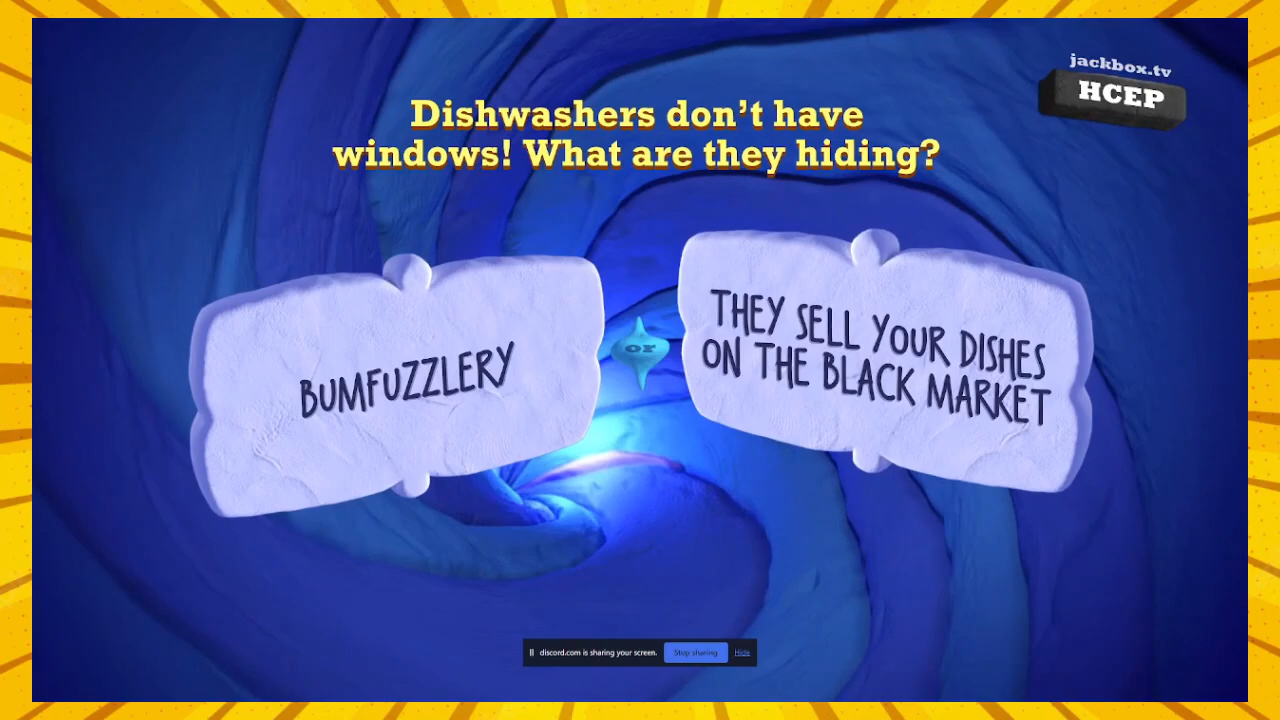 jackbox.tv
HCEP
Dishwashers don't have
windows! What are they hiding?
BUMFUZZLERY
or
THEY SELL YOUR DISHES
ON THE BLACK MARKET
discord.com is sharing your screen. Stop sharing Hide